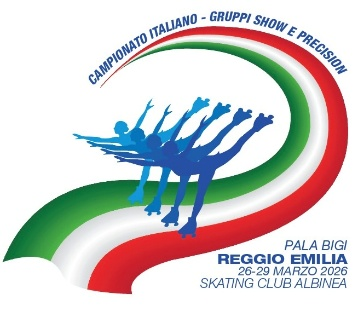 CAMPIONATO ITALIANO - GRUPPI SHOW E PRECISION
PALA BIGI
REGGIO EMILIA
26-29 MARZO 2026
SKATING CLUB ALBINEA